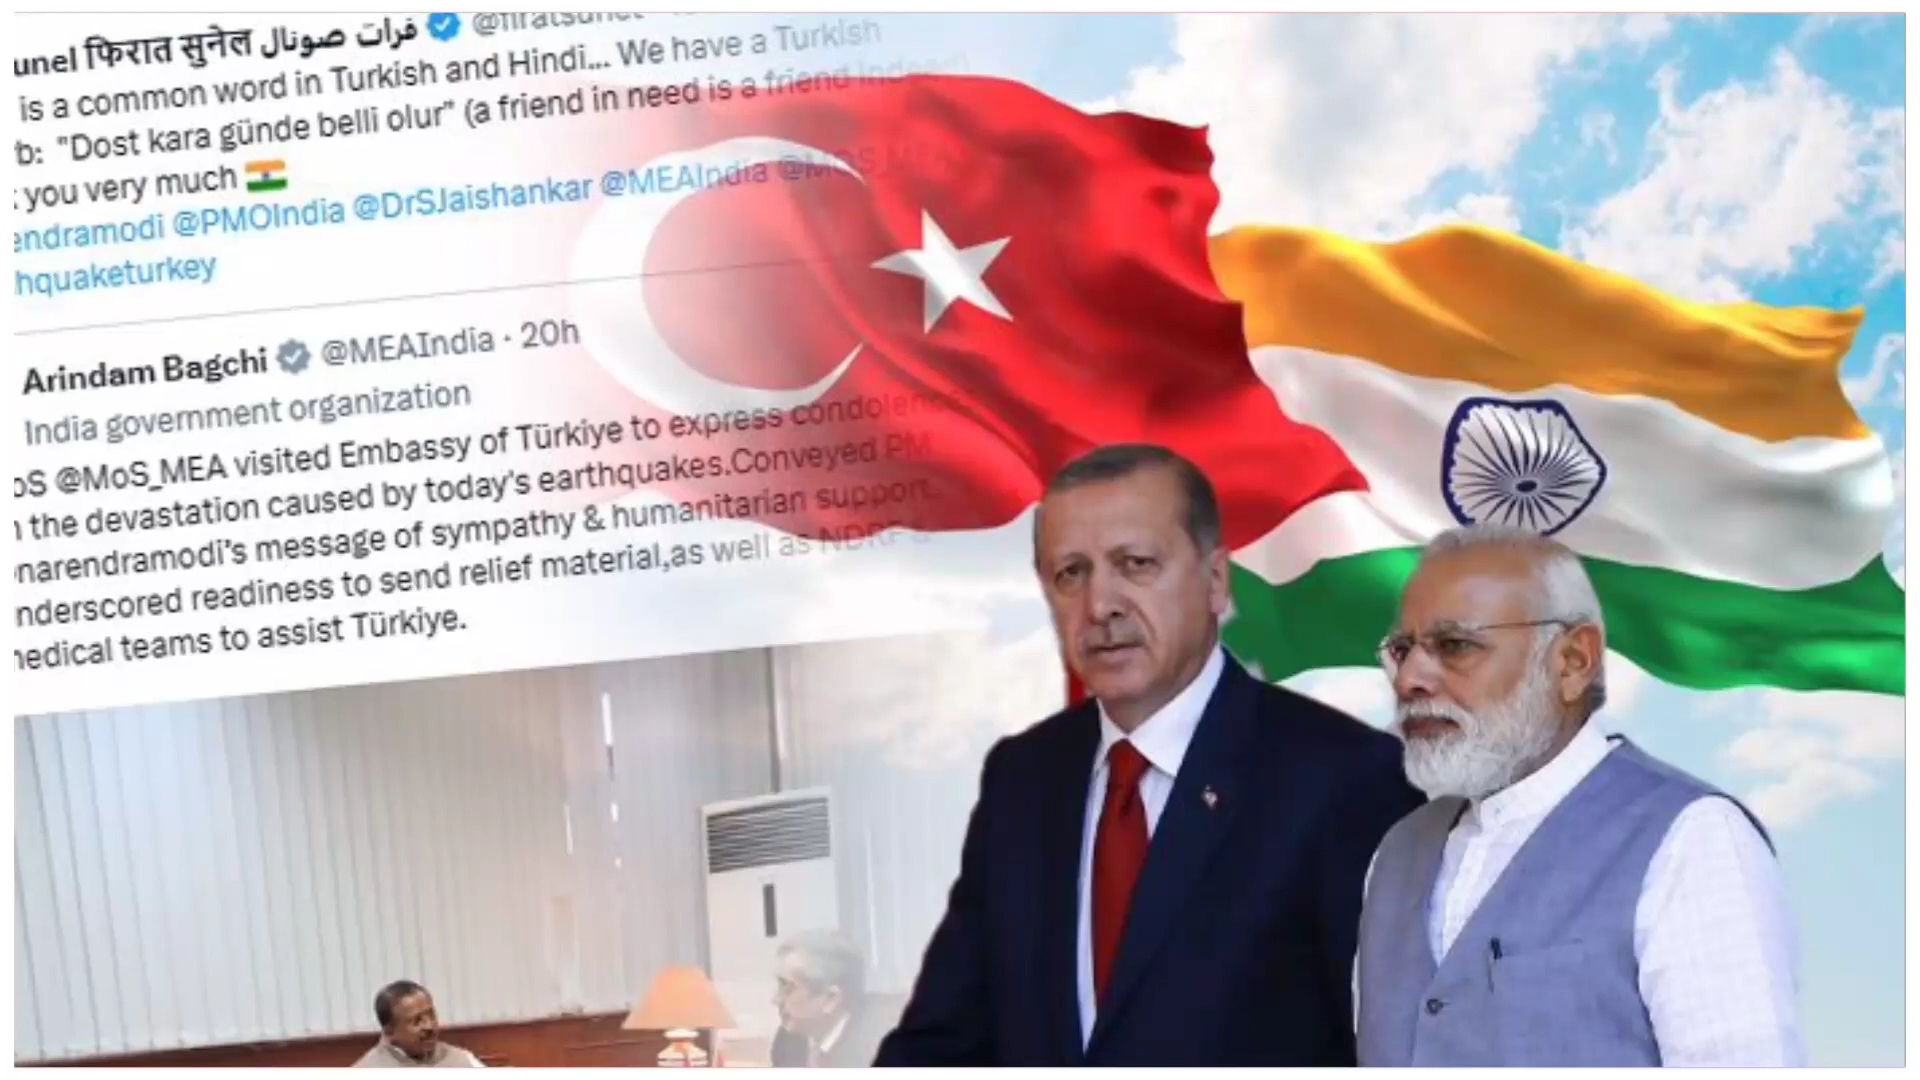 unel फिरात सुनेल فرات صونال @firatsunel
is a common word in Turkish and Hindi... We have a Turkish
b: "Dost kara günde belli olur" (a friend in need is a friend indeed
you very much
endramodi @PMOIndia @DrSJaishankar @MEAIndia @MOS_MEA
hquaketurkey
Arindam Bagchi @MEAIndia · 20h
India government organization
oS @MoS_MEA visited Embassy of Türkiye to express condolences
the devastation caused by today's earthquakes.Conveyed PM
narendramodi's message of sympathy & humanitarian support.
nderscored readiness to send relief material,as well as NDRF &
nedical teams to assist Türkiye.